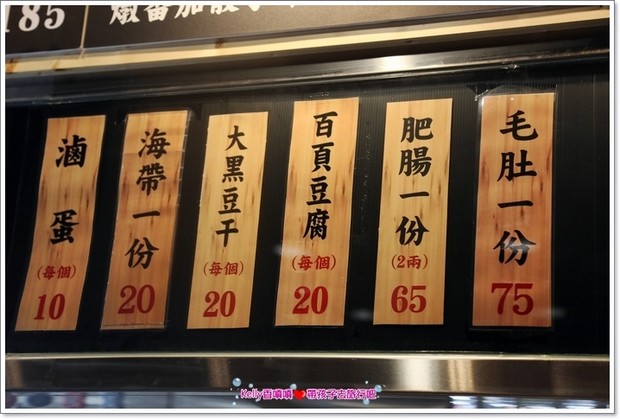 185
滷蛋
(每個)
10
海帶一份
20
大黑豆干
(每個)
20
百頁豆腐
(每個)
20
肥腸一份
(2兩)
65
毛肚一份
75